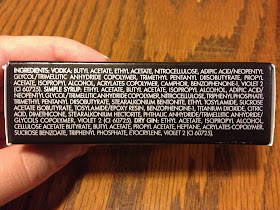 INGREDIENTS: VODKA: BUTYL ACETATE, ETHYL ACETATE, NITROCELLULOSE, ADIPIC ACID/NEOPENTYL
GLYCOL/TRIMELLITIC ANHYDRIDE COPOLYMER, TRIMETHYL PENTANYL DIISOBUTYRATE, PROPYL
ACETATE, ISOPROPYL ALCOHOL, ACRYLATES COPOLYMER, CAMPHOR, BENZOPHENONE-1, VIOLET 2
(CI 60725). SIMPLE SYRUP: ETHYL ACETATE, BUTYL ACETATE, ISOPROPYL ALCOHOL, ADIPIC ACID/
NEOPENTYL GLYCOL/TRIMELLITIC ANHYDRIDE COPOLYMER, NITROCELLULOSE, TRIPHENYL PHOSPHATE,
TRIMETHYL PENTANYL DIISOBUTYRATE, STEARALKONIUM BENTONITE, ETHYL TOSYLAMIDE, SUCROSE
ACETATE ISOBUTYRATE, TOSYLAMIDE/EPOXY RESIN, BENZOPHENONE-1, TITANIUM DIOXIDE, CITRIC
ACID, DIMETHICONE, STEARALKONIUM HECTORITE, PHTHALIC ANHYDRIDE/TRIMELLITIC ANHYDRIDE/
GLYCOLS COPOLYMER, VIOLET 2 (CI 60725). DRY GIN: ETHYL ACETATE, ISOPROPYL ALCOHOL,
CELLULOSE ACETATE BUTYRATE, BUTYL ACETATE, PROPYL ACETATE, HEPTANE, ACRYLATES COPOLYMER,
SUCROSE BENZOATE, TRIPHENYL PHOSPHATE, ETOCRYLENE, VIOLET 2 (CI 60725).